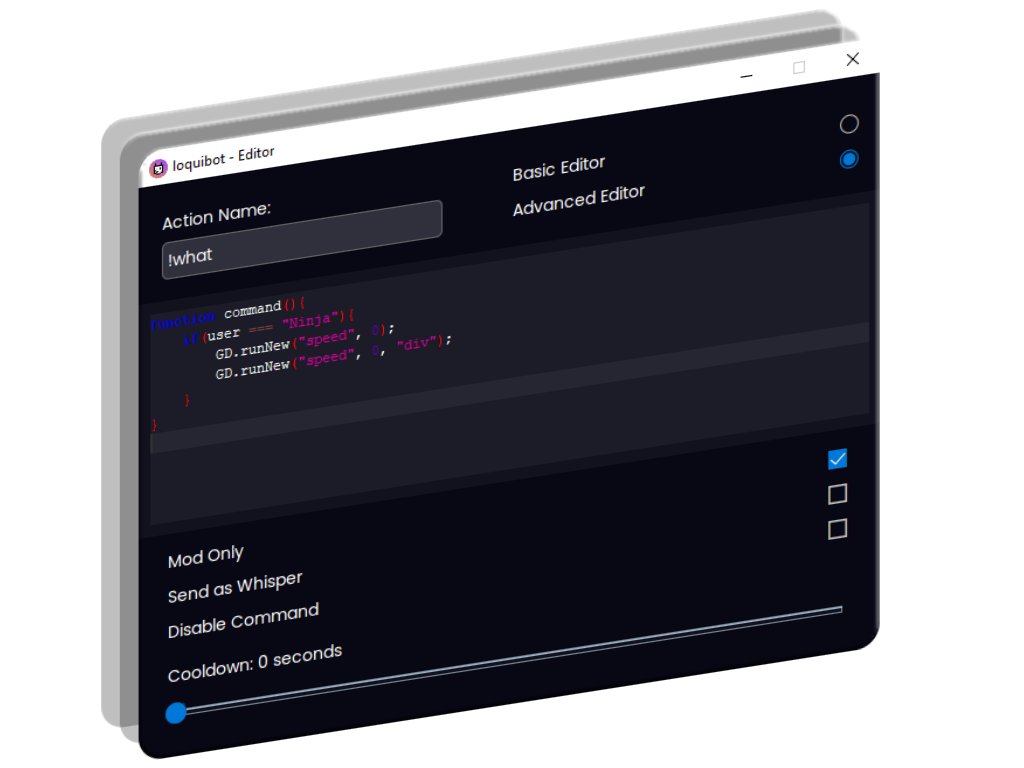 loquibot - Editor
Action Name:
!what
Basic Editor
Advanced Editor
function command(){
if(user === "Ninja"){
GD.runNew("speed", 0);
GD.runNew("speed", 0, "div");
}
}
Mod Only
Send as Whisper
Disable Command
Cooldown: 0 seconds